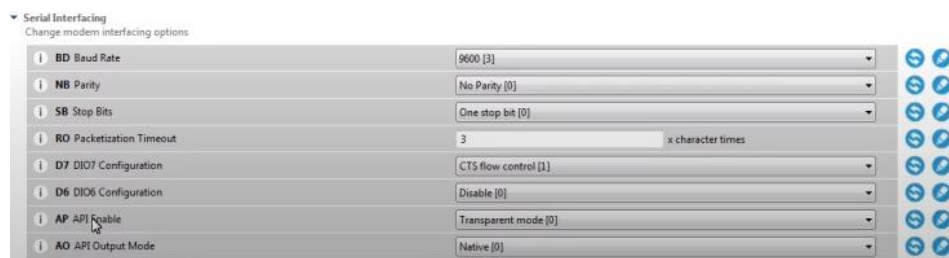 Serial Interfacing
Change modem interfacing options
i BD Baud Rate 9600 [3]
i NB Parity No Parity [0]
i SB Stop Bits One stop bit [0]
i RO Packetization Timeout 3 x character times
i D7 DIO7 Configuration CTS flow control [1]
i D6 DIO6 Configuration Disable [0]
i AP API Enable Transparent mode [0]
i AO API Output Mode Native [0]